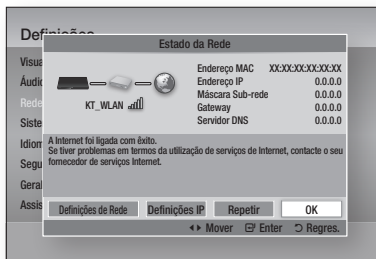 Definições
Estado da Rede
Visua
Áudio
Rede
Siste
Idiom
Segu
Geral
Assis
KT_WLAN
Endereço MAC XX:XX:XX:XX:XX:XX
Endereço IP 0.0.0.0
Máscara Sub-rede 0.0.0.0
Gateway 0.0.0.0
Servidor DNS 0.0.0.0
A Internet foi ligada com êxito.
Se tiver problemas em termos da utilização de serviços de Internet, contacte o seu
fornecedor de serviços Internet.
Definições de Rede Definições IP Repetir OK
Mover Enter Regres.